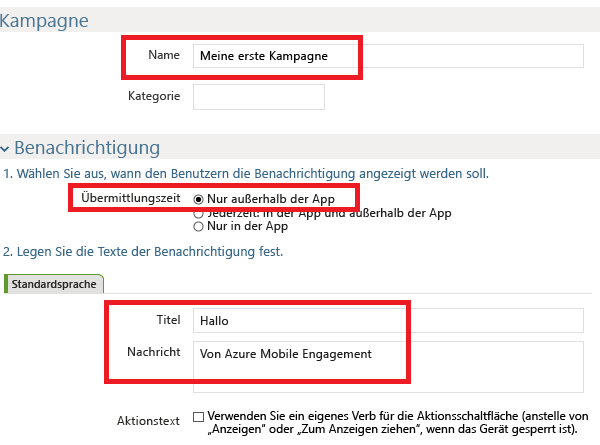 Kampagne
Name Meine erste Kampagne
Kategorie
Benachrichtigung
1. Wählen Sie aus, wann den Benutzern die Benachrichtigung angezeigt werden soll.
Übermittlungszeit Nur außerhalb der App
Jederzeit: in der App und außerhalb der App
Nur in der App
2. Legen Sie die Texte der Benachrichtigung fest.
Standardsprache
Titel Hallo
Nachricht Von Azure Mobile Engagement
Aktionstext Verwenden Sie ein eigenes Verb für die Aktionsschaltfläche (anstelle von
„Anzeigen“ oder „Zum Anzeigen ziehen“, wenn das Gerät gesperrt ist).